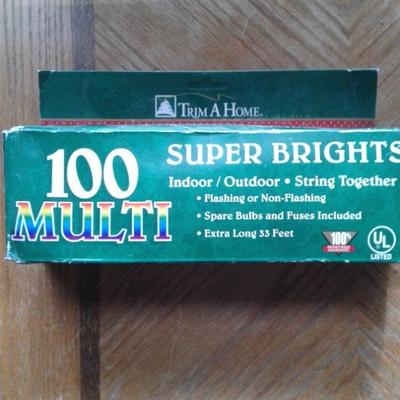 TRIM A HOME
100
MULTI
SUPER BRIGHTS
Indoor / Outdoor • String Together
• Flashing or Non-Flashing
• Spare Bulbs and Fuses Included
• Extra Long 33 Feet
100%
UL
LISTED